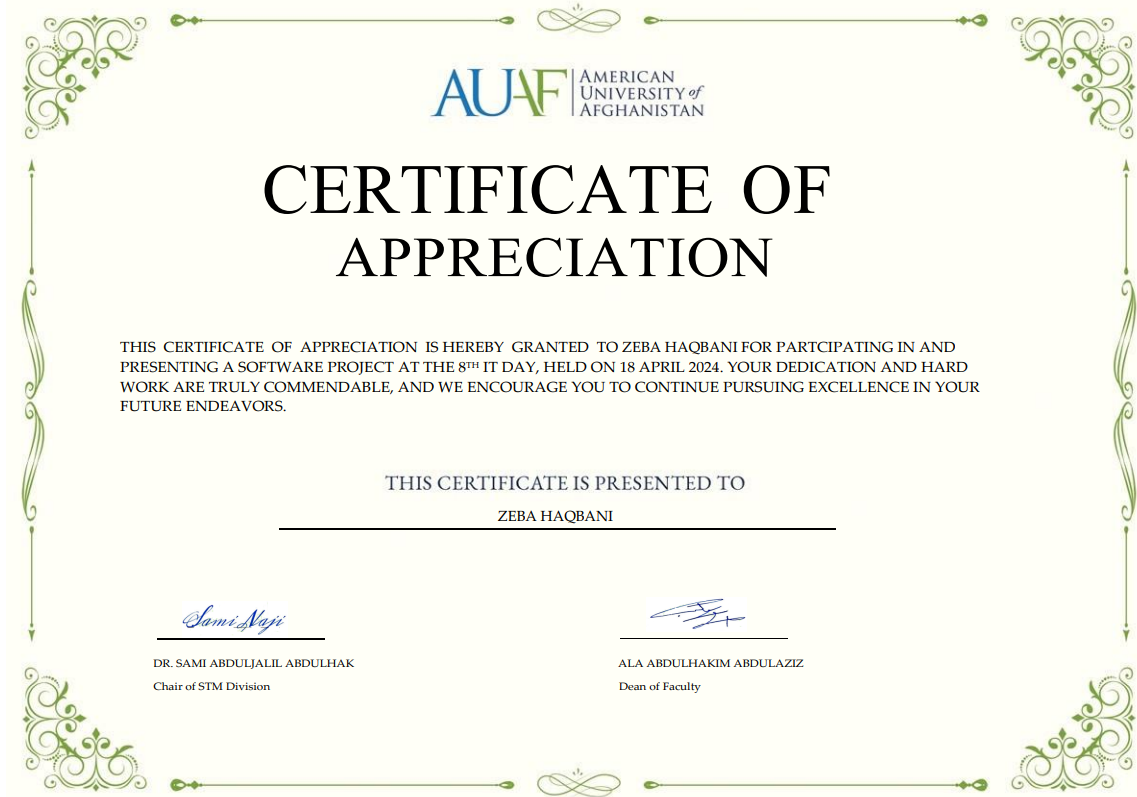 AUAF
AMERICAN
UNIVERSITY of
AFGHANISTAN
CERTIFICATE OF
APPRECIATION
THIS CERTIFICATE OF APPRECIATION IS HEREBY GRANTED TO ZEBA HAQBANI FOR PARTCIPATING IN AND
PRESENTING A SOFTWARE PROJECT AT THE 8TH IT DAY, HELD ON 18 APRIL 2024. YOUR DEDICATION AND HARD
WORK ARE TRULY COMMENDABLE, AND WE ENCOURAGE YOU TO CONTINUE PURSUING EXCELLENCE IN YOUR
FUTURE ENDEAVORS.
THIS CERTIFICATE IS PRESENTED TO
ZEBA HAQBANI
Sami Naji
DR. SAMI ABDULJALIL ABDULHAK
ALA ABDULHAKIM ABDULAZIZ
Chair of STM Division
Dean of Faculty